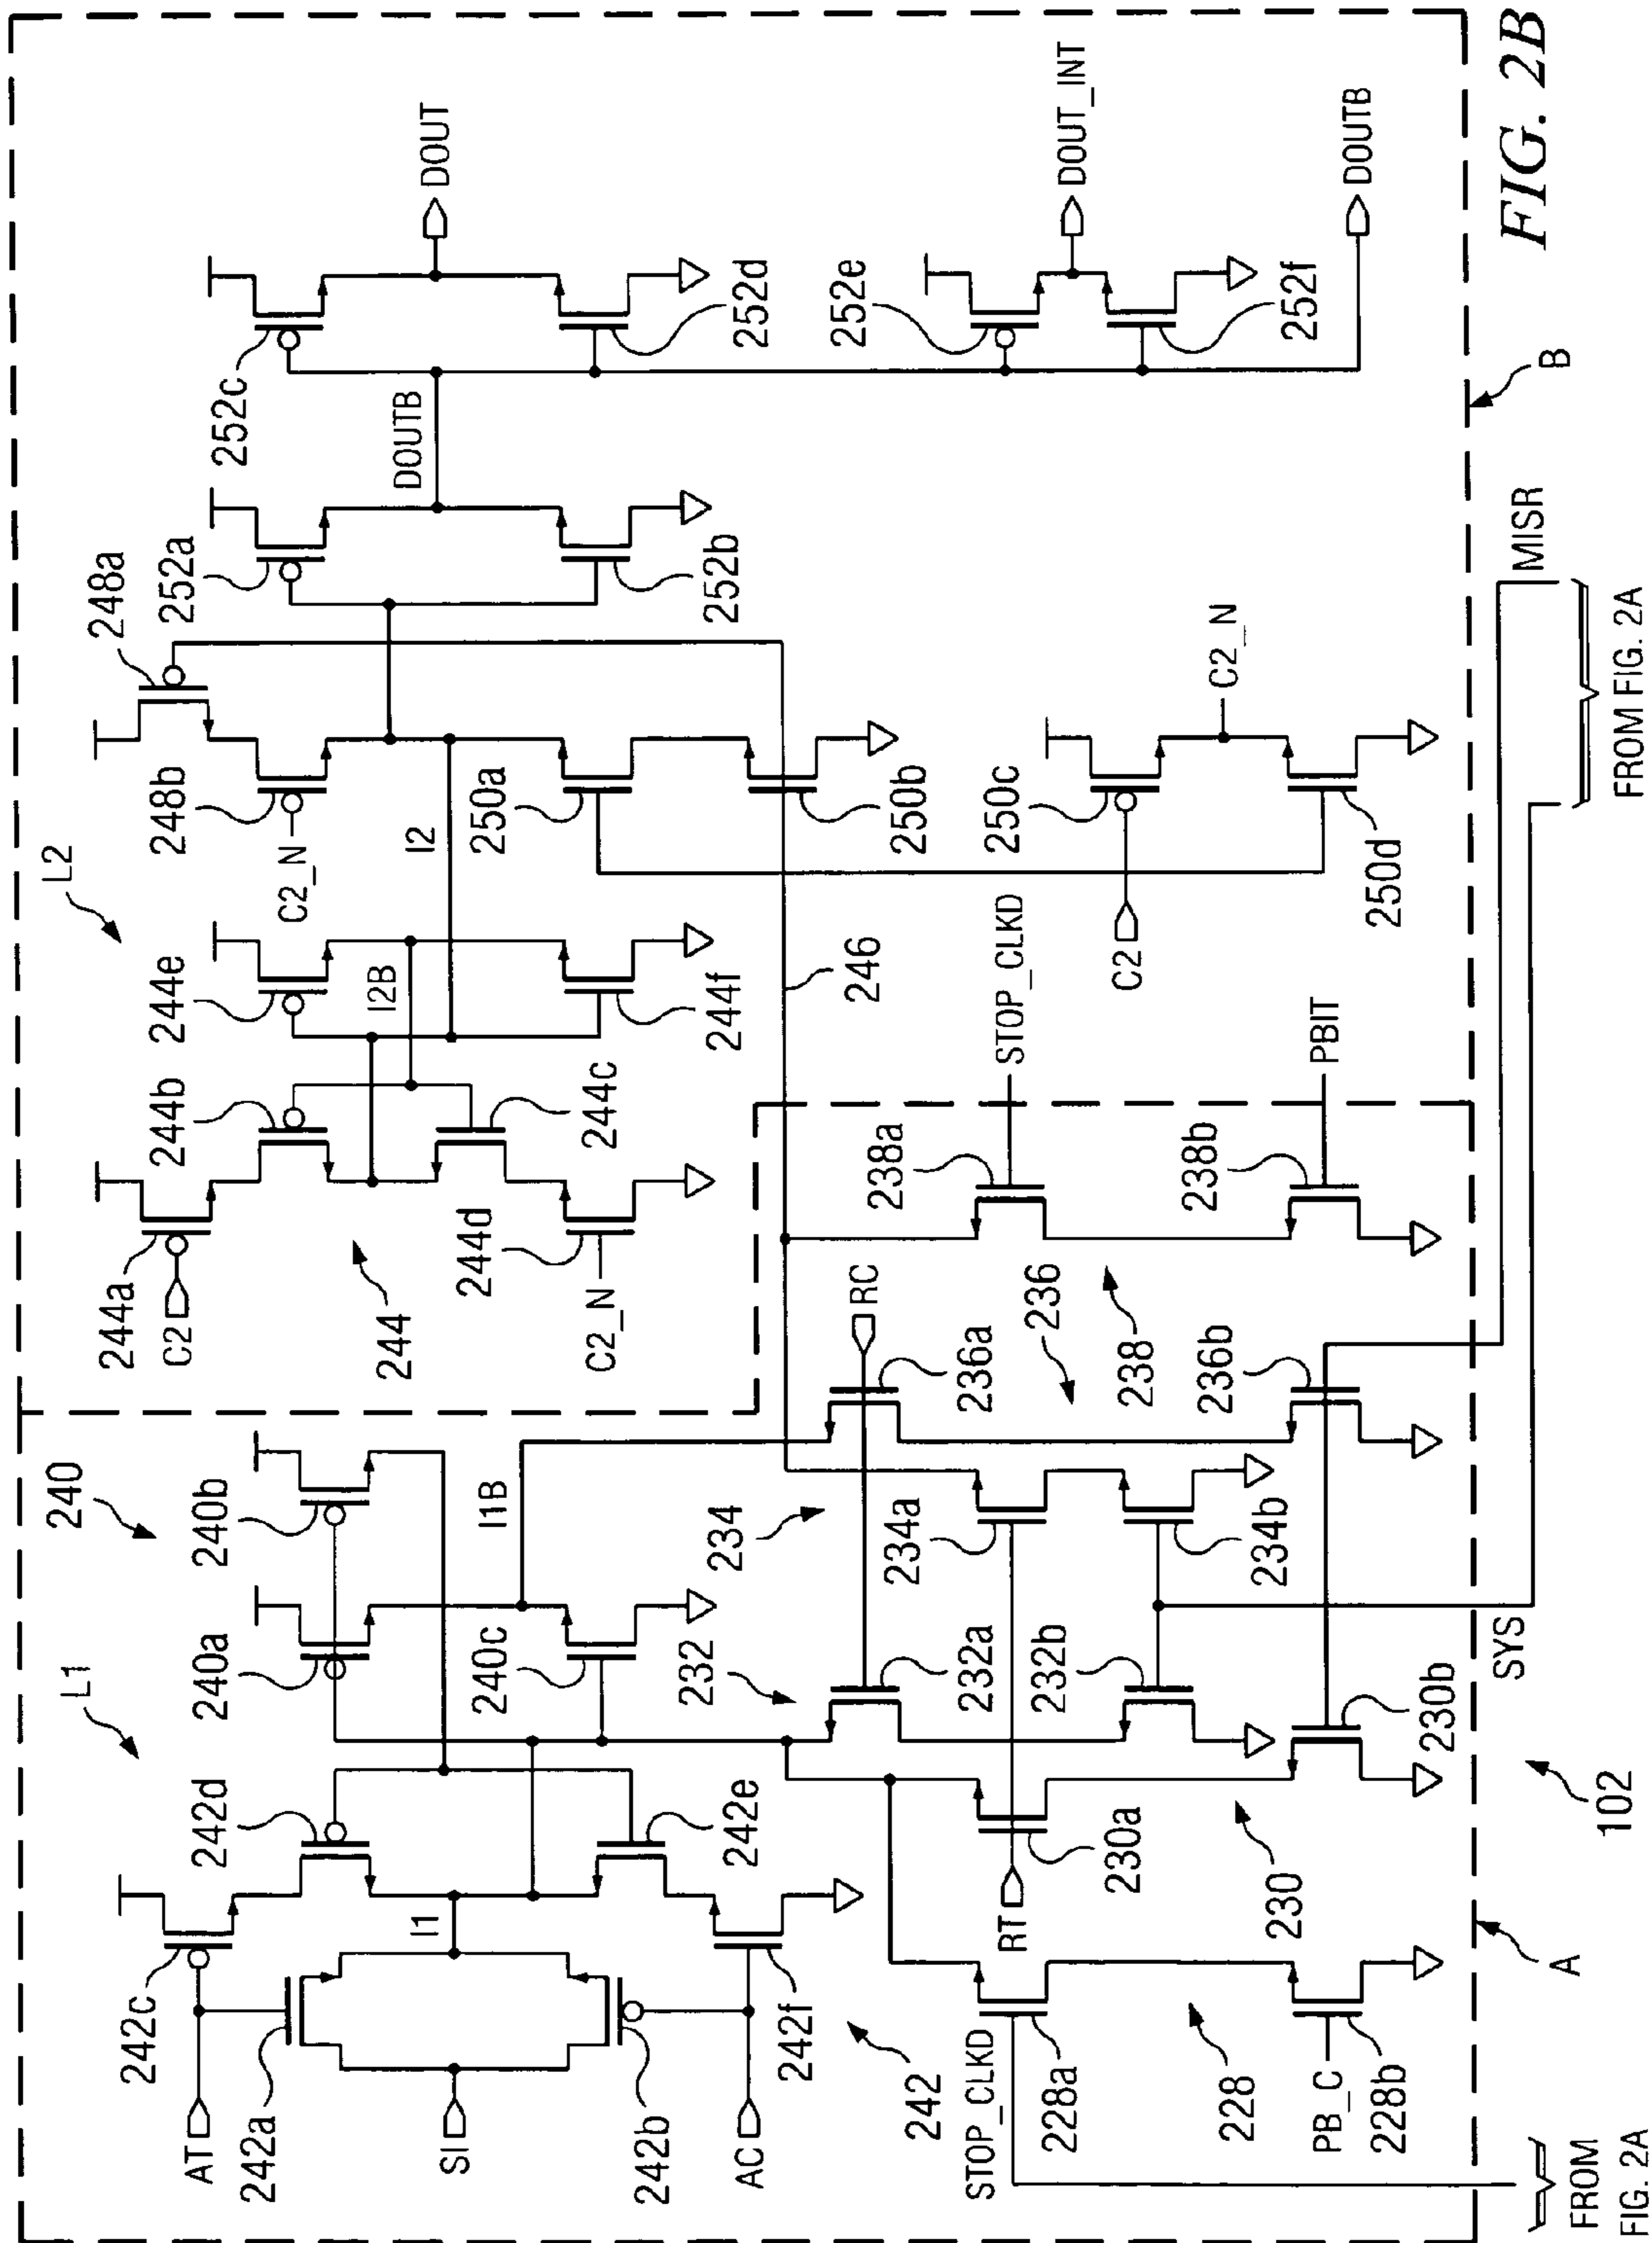 FIG. 2B
L1
240
242c
242d
240a
240b
AT
242a
SI
242b
AC
I1
242e
242f
242
240c
I1B
232
234
RC
236a
236
STOP_CLKD
228a
228
PB_C
228b
RT
230a
230
230b
232a
232b
234a
234b
236b
238
238a
238b
STOP_CLKD
PBIT
L2
244a
C2
244
244b
244c
244d
C2_N
244e
I2B
244f
246
I2
C2_N
248b
248a
250a
250b
C2
250c
250d
C2_N
252a
252b
DOUTB
252c
252d
DOUT
252e
252f
DOUT_INT
DOUTB
A
B
102
SYS
MISR
FROM FIG. 2A
FROM
FIG. 2A